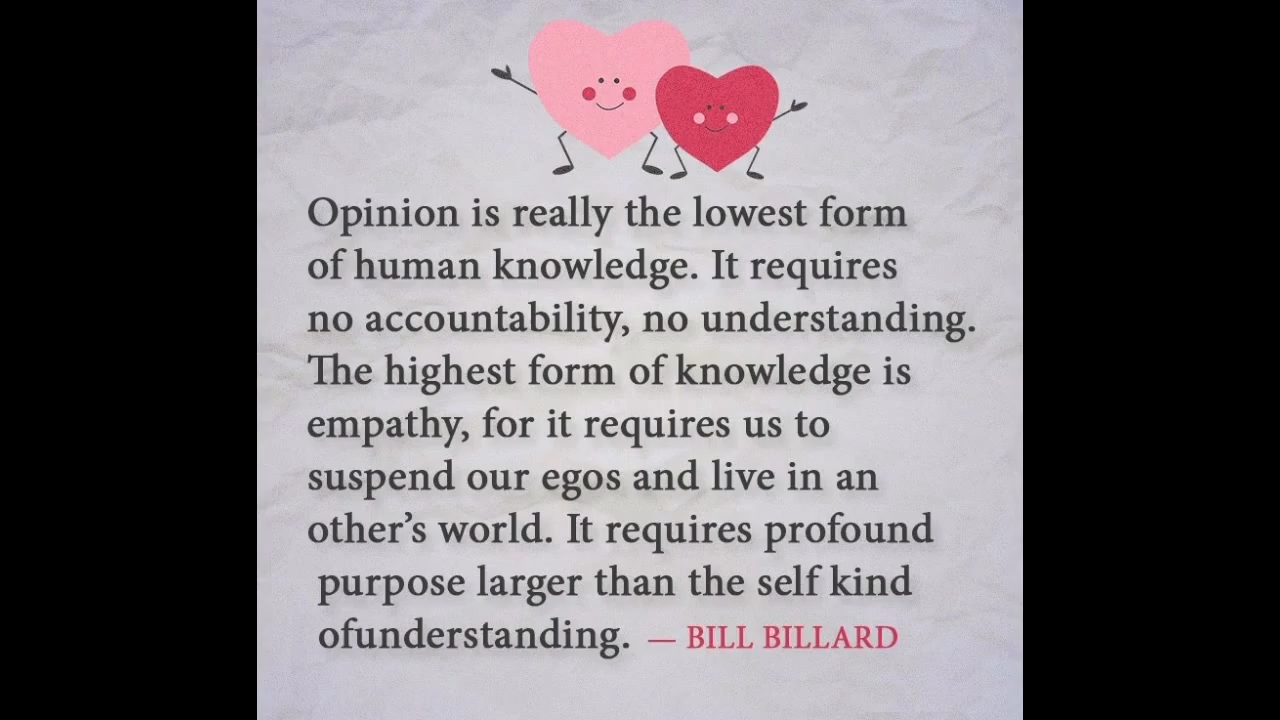 Opinion is really the lowest form
of human knowledge. It requires
no accountability, no understanding.
The highest form of knowledge is
empathy, for it requires us to
suspend our egos and live in an
other’s world. It requires profound
purpose larger than the self kind
ofunderstanding. — BILL BILLARD